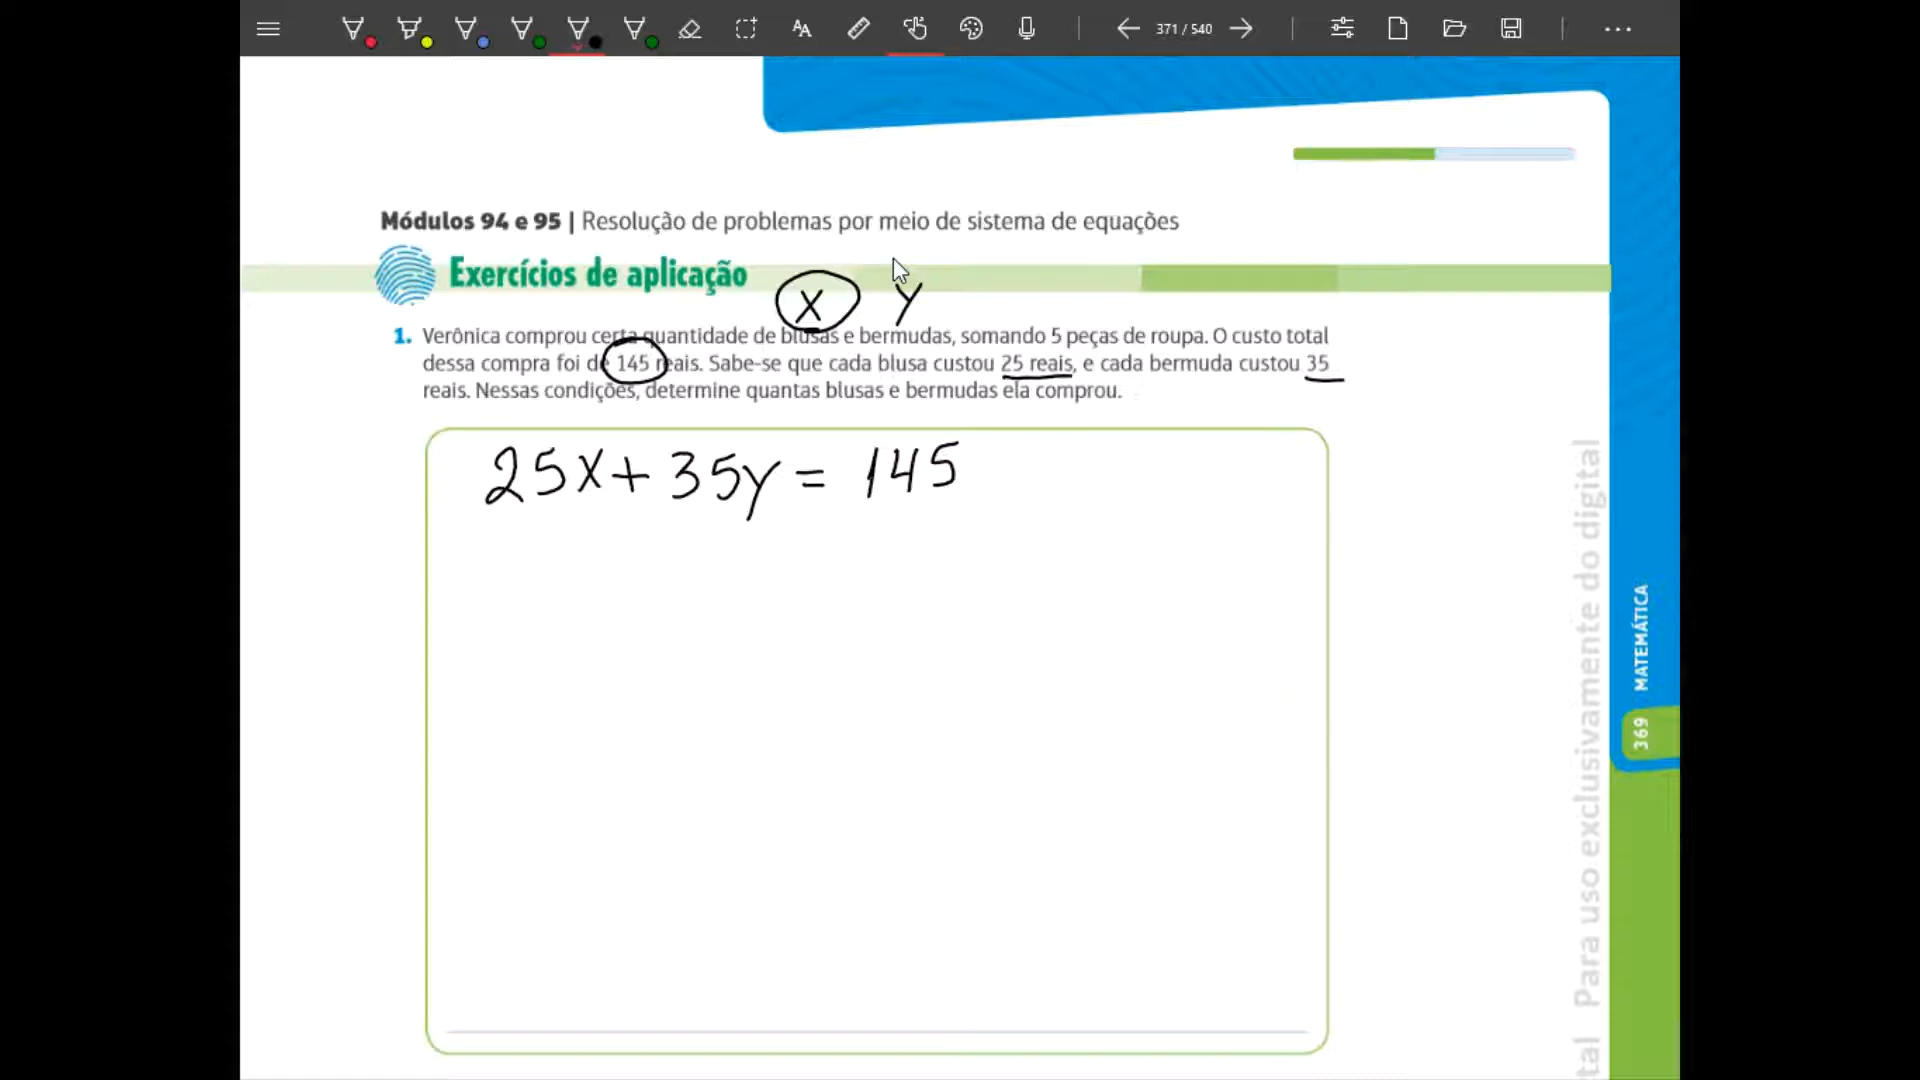 371 / 540
Módulos 94 e 95 | Resolução de problemas por meio de sistema de equações
Exercícios de aplicação
x y
1. Verônica comprou certa quantidade de blusas e bermudas, somando 5 peças de roupa. O custo total
dessa compra foi de 145 reais. Sabe-se que cada blusa custou 25 reais, e cada bermuda custou 35
reais. Nessas condições, determine quantas blusas e bermudas ela comprou.
25x + 35y = 145
tal Para uso exclusivamente do digital
369 MATEMÁTICA